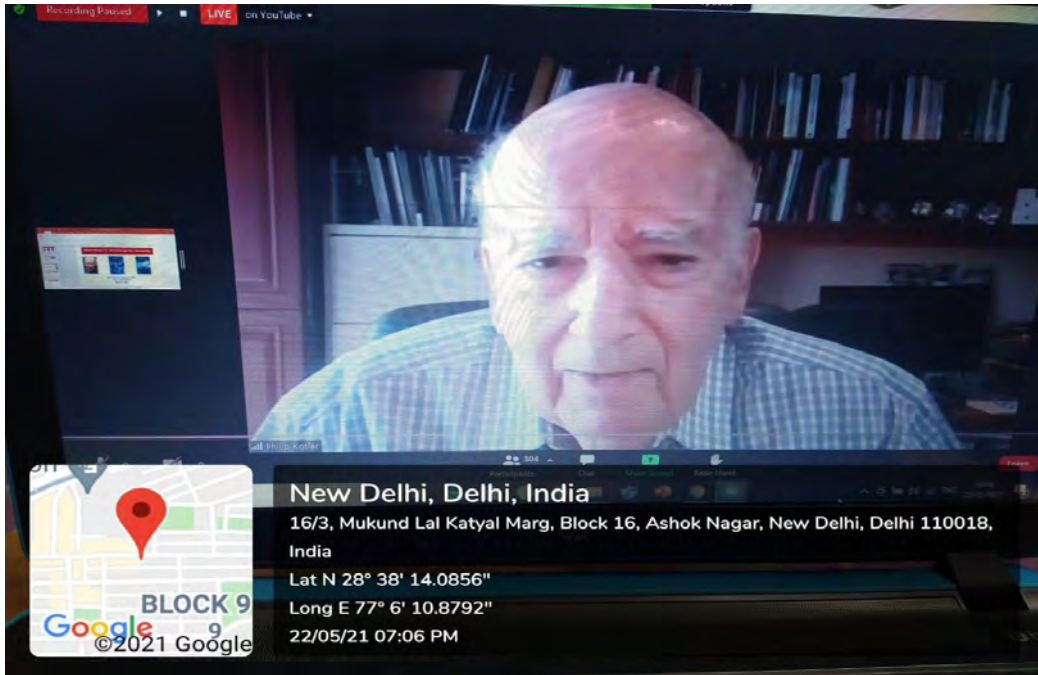 Recording Paused
LIVE on YouTube
Philip Kotler
304
Participants
Chat
Share Screen
Raise Hand
Leave
New Delhi, Delhi, India
16/3, Mukund Lal Katyal Marg, Block 16, Ashok Nagar, New Delhi, Delhi 110018,
India
Lat N 28° 38' 14.0856"
Long E 77° 6' 10.8792"
22/05/21 07:06 PM
BLOCK 9
9
Google
©2021 Google